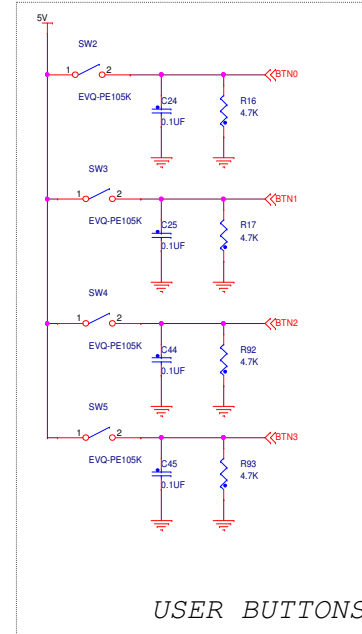 5V
SW2
1 2 BTN0
EVQ-PE105K C24 R16
0.1UF 4.7K
SW3
1 2 BTN1
EVQ-PE105K C25 R17
0.1UF 4.7K
SW4
1 2 BTN2
EVQ-PE105K C44 R92
0.1UF 4.7K
SW5
1 2 BTN3
EVQ-PE105K C45 R93
0.1UF 4.7K
USER BUTTONS